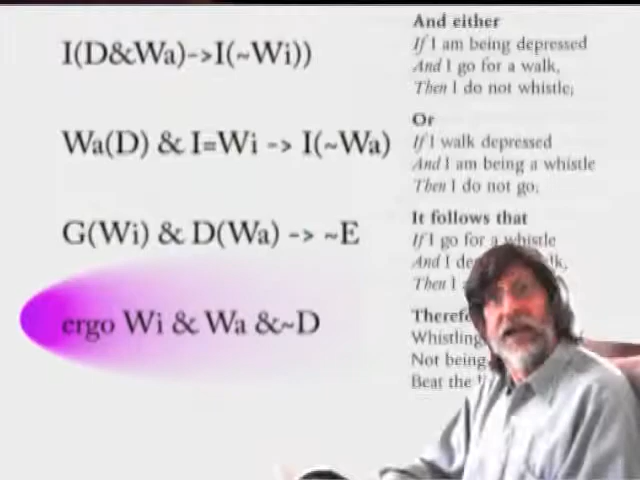 And either
I(D&Wa)->I(~Wi))
If I am being depressed
And I go for a walk,
Then I do not whistle;
Or
Wa(D) & I=Wi -> I(~Wa)
If I walk depressed
And I am being a whistle
Then I do not go;
It follows that
G(Wi) & D(Wa) -> ~E
If I go for a whistle
And I
Then I
ergo Wi & Wa &~D
Whistling
Not being
Beat the